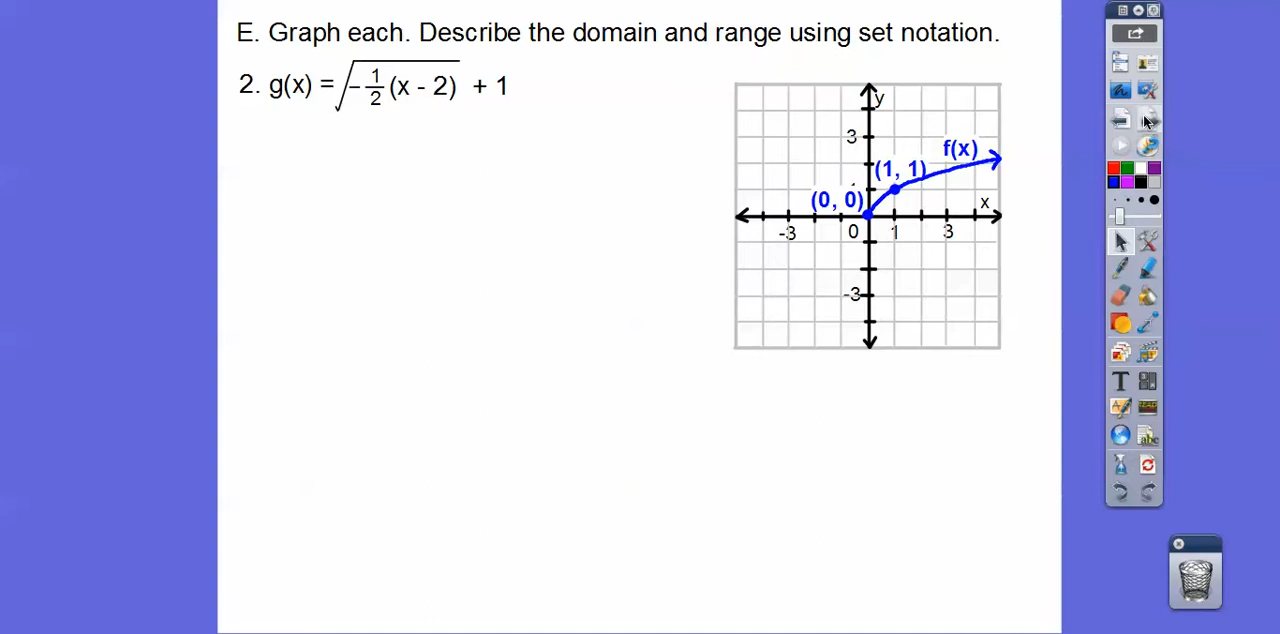 E. Graph each. Describe the domain and range using set notation.
2. g(x) = √(-1/2 (x - 2)) + 1
y
3
f(x)
(1, 1)
(0, 0)
x
-3 0 1 3
-3